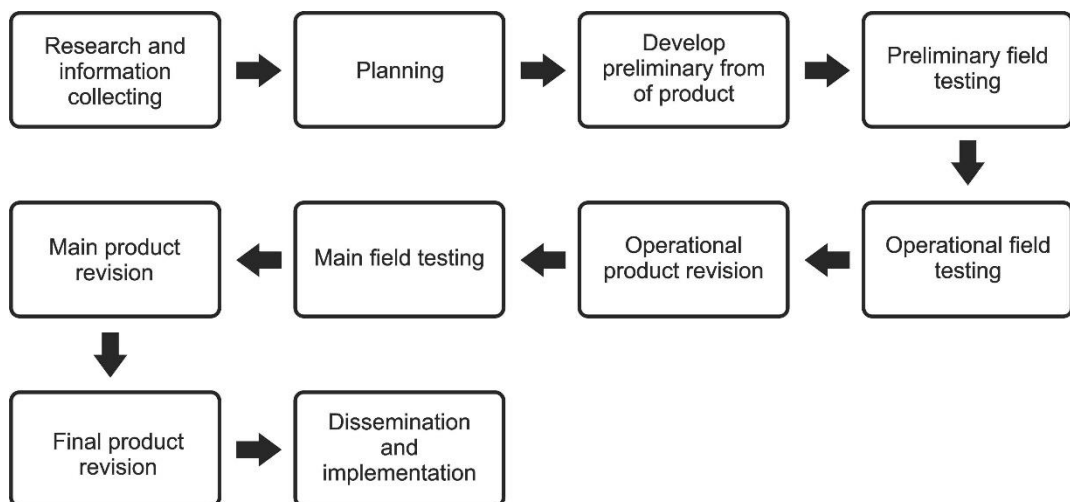 Research and
information
collecting
Planning
Develop
preliminary from
of product
Preliminary field
testing
Operational field
testing
Operational
product revision
Main field testing
Main product
revision
Final product
revision
Dissemination
and
implementation